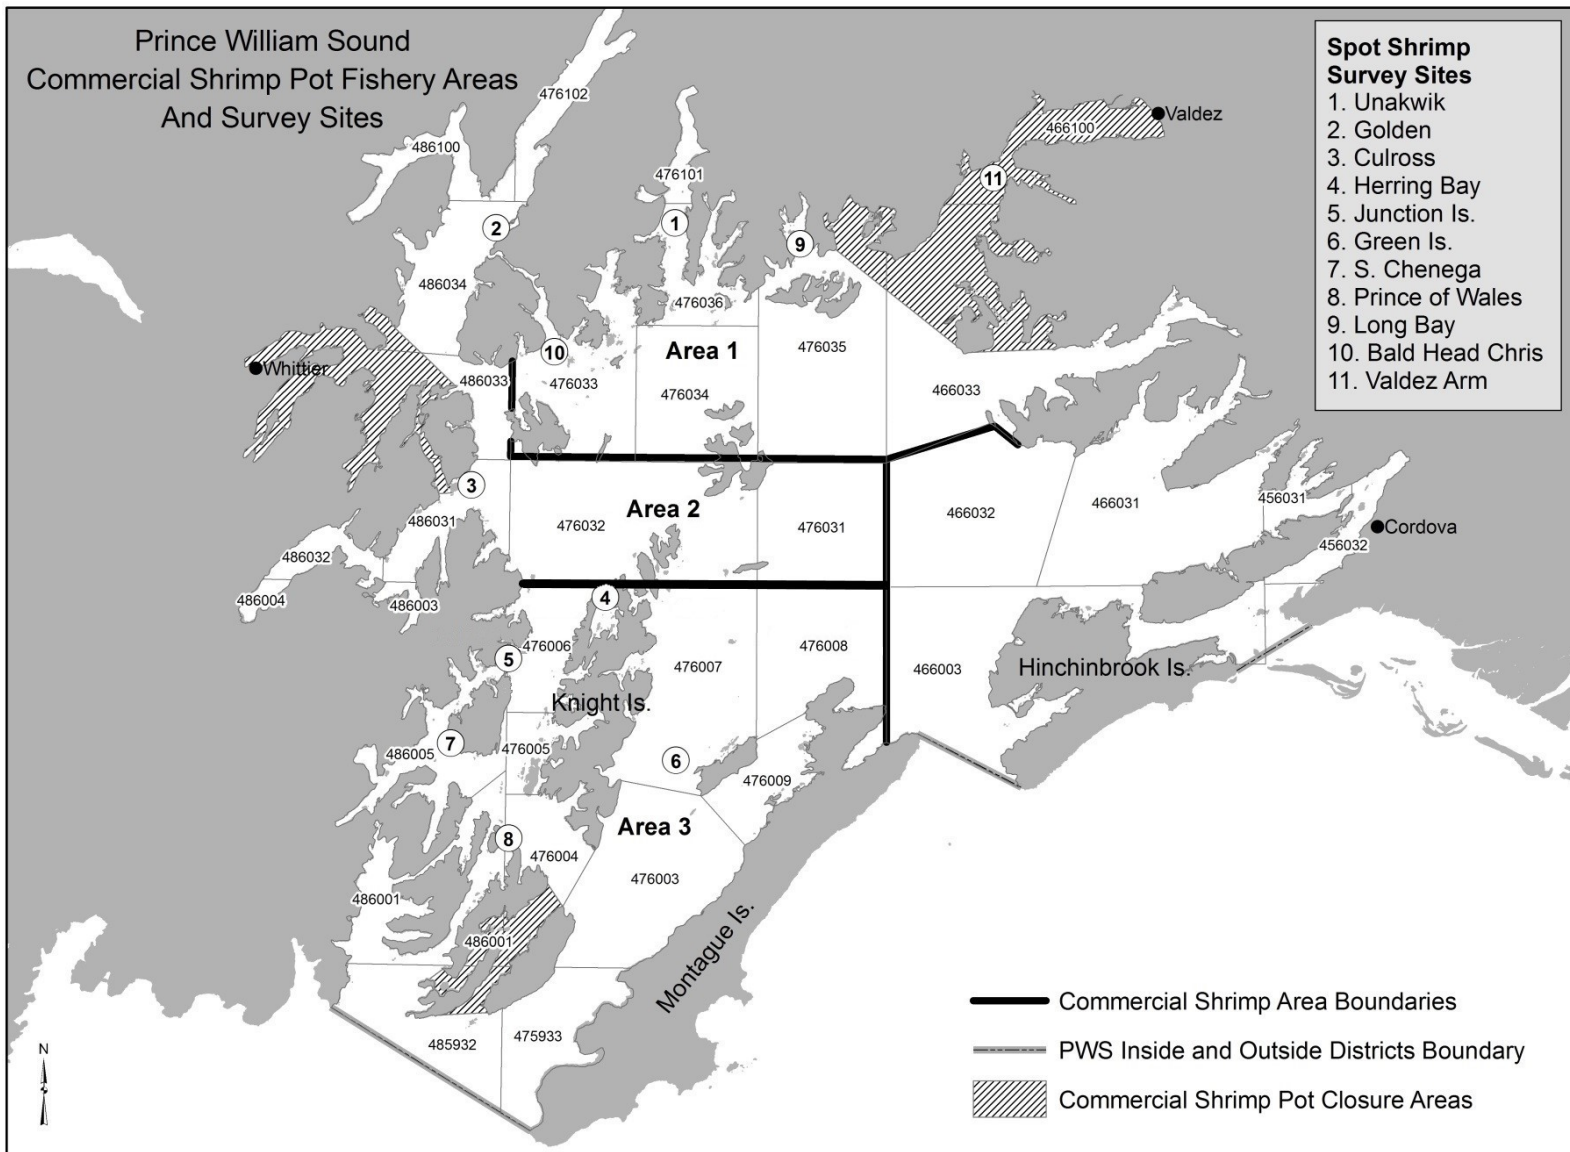 Prince William Sound
Commercial Shrimp Pot Fishery Areas
And Survey Sites
Spot Shrimp
Survey Sites
1. Unakwik
2. Golden
3. Culross
4. Herring Bay
5. Junction Is.
6. Green Is.
7. S. Chenega
8. Prince of Wales
9. Long Bay
10. Bald Head Chris
11. Valdez Arm
476102
486100
466100
Valdez
476101
11
1
2
9
486034
476036
Area 1
476035
10
Whittier
486033
476033
476034
466033
3
486031
Area 2
476032
476031
466032
466031
456031
Cordova
456032
486032
486004
486003
4
476006
5
476007
476008
466003
Hinchinbrook Is.
Knight Is.
7
486005
476005
6
476009
8
476004
Area 3
476003
486001
486001
Montague Is.
485932
475933
N
Commercial Shrimp Area Boundaries
PWS Inside and Outside Districts Boundary
Commercial Shrimp Pot Closure Areas